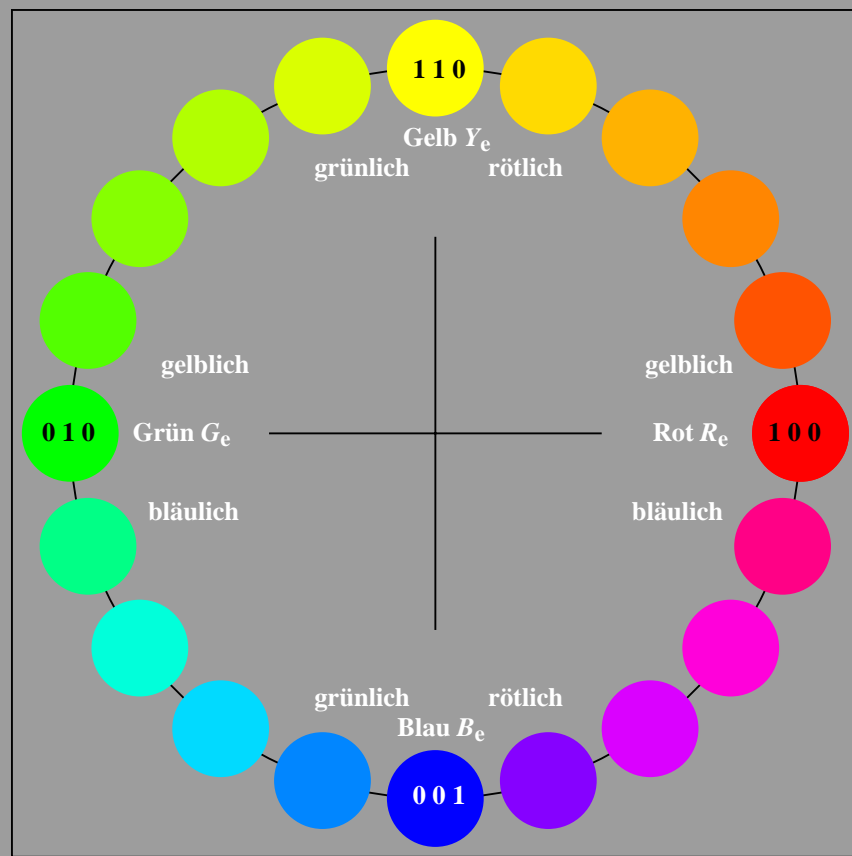 1 1 0
Gelb Yₑ
grünlich rötlich
gelblich gelblich
0 1 0 Grün Gₑ Rot Rₑ 1 0 0
bläulich bläulich
grünlich rötlich
Blau Bₑ
0 0 1